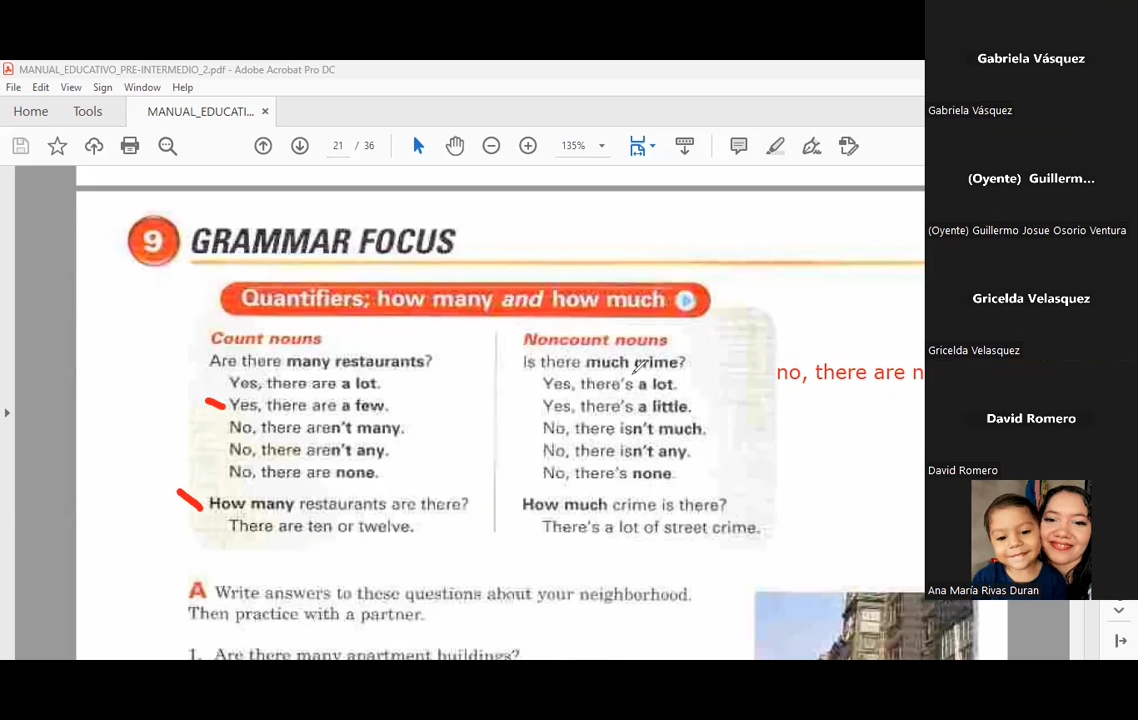 MANUAL_EDUCATIVO_PRE-INTERMEDIO_2.pdf - Adobe Acrobat Pro DC
File Edit View Sign Window Help
Home Tools MANUAL_EDUCATI... ×
21 / 36 135%
9 GRAMMAR FOCUS
Quantifiers; how many and how much
Count nouns
Are there many restaurants?
Yes, there are a lot.
Yes, there are a few.
No, there aren't many.
No, there aren't any.
No, there are none.
How many restaurants are there?
There are ten or twelve.
Noncount nouns
Is there much crime?
Yes, there's a lot.
Yes, there's a little.
No, there isn't much.
No, there isn't any.
No, there's none.
How much crime is there?
There's a lot of street crime.
no, there are n
A Write answers to these questions about your neighborhood.
Then practice with a partner.
1. Are there many apartment buildings?
Gabriela Vásquez
Gabriela Vásquez
(Oyente) Guillerm...
(Oyente) Guillermo Josue Osorio Ventura
Gricelda Velasquez
Gricelda Velasquez
David Romero
David Romero
Ana María Rivas Duran